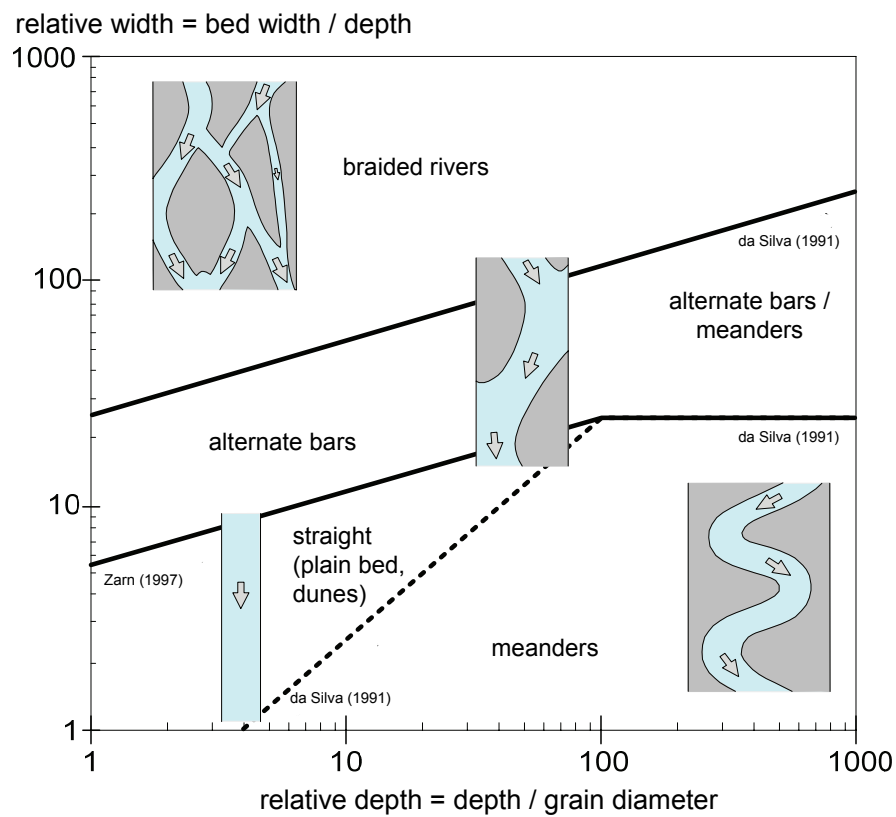 relative width = bed width / depth
1000
braided rivers
da Silva (1991)
100
alternate bars /
meanders
alternate bars
da Silva (1991)
10
straight
(plain bed,
dunes)
Zarn (1997)
meanders
da Silva (1991)
1
1
10
100
1000
relative depth = depth / grain diameter